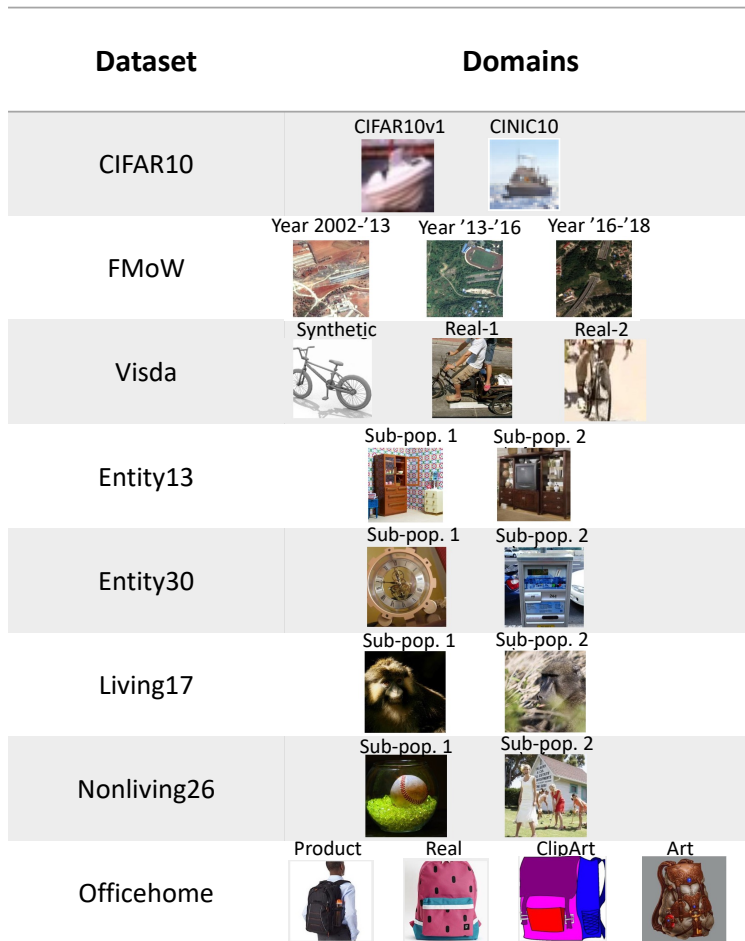 Dataset Domains
CIFAR10v1 CINIC10
CIFAR10
Year 2002-’13 Year ’13-’16 Year ’16-’18
FMoW
Synthetic Real-1 Real-2
Visda
Sub-pop. 1 Sub-pop. 2
Entity13
Sub-pop. 1 Sub-pop. 2
Entity30
Sub-pop. 1 Sub-pop. 2
Living17
Sub-pop. 1 Sub-pop. 2
Nonliving26
Product Real ClipArt Art
Officehome